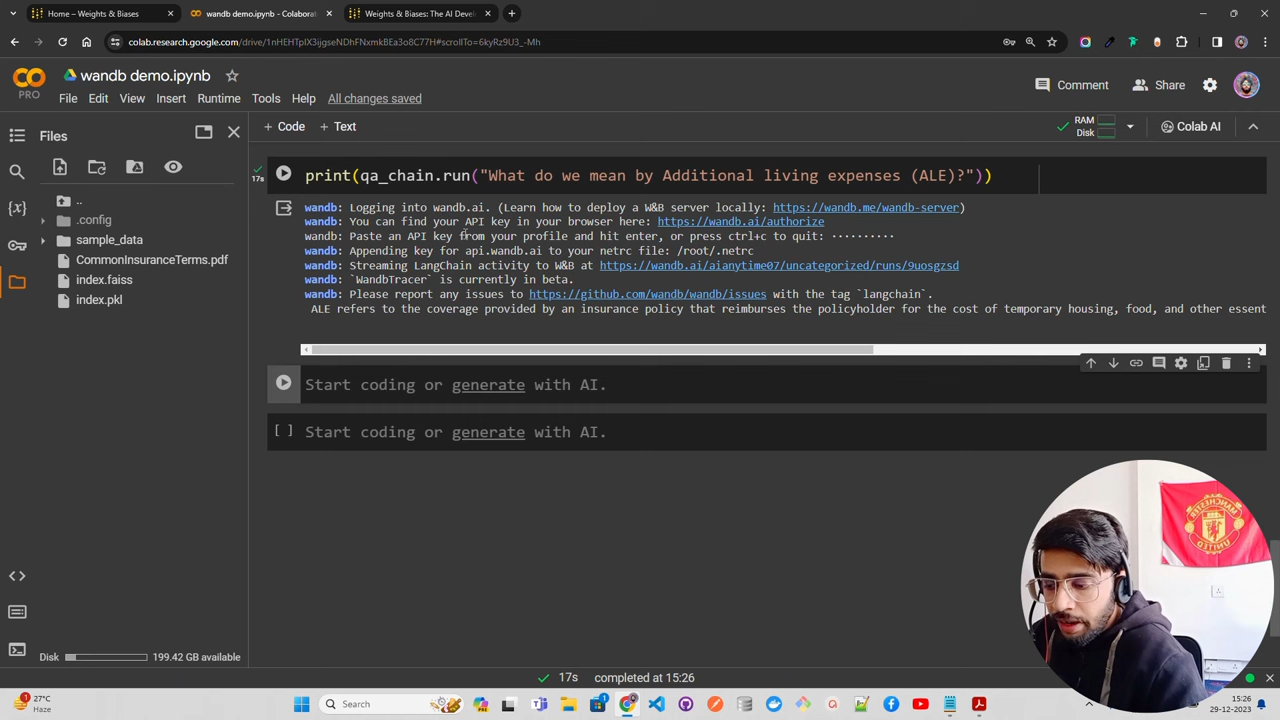 Home – Weights & Biases
wandb demo.ipynb - Colaborat
Weights & Biases: The AI Devel
colab.research.google.com/drive/1nHEHTpIX3ijgseNDhFNxmkBEa3o8C77H#scrollTo=6kyRz9U3_-Mh
wandb demo.ipynb
PRO
File Edit View Insert Runtime Tools Help All changes saved
Comment
Share
Files
+ Code + Text
RAM
Disk
Colab AI
..
.config
sample_data
CommonInsuranceTerms.pdf
index.faiss
index.pkl
17s
print(qa_chain.run("What do we mean by Additional living expenses (ALE)?"))
wandb: Logging into wandb.ai. (Learn how to deploy a W&B server locally: https://wandb.me/wandb-server)
wandb: You can find your API key in your browser here: https://wandb.ai/authorize
wandb: Paste an API key from your profile and hit enter, or press ctrl+c to quit: ··········
wandb: Appending key for api.wandb.ai to your netrc file: /root/.netrc
wandb: Streaming LangChain activity to W&B at https://wandb.ai/aianytime07/uncategorized/runs/9uosgzsd
wandb: `WandbTracer` is currently in beta.
wandb: Please report any issues to https://github.com/wandb/wandb/issues with the tag `langchain`.
ALE refers to the coverage provided by an insurance policy that reimburses the policyholder for the cost of temporary housing, food, and other essent
Start coding or generate with AI.
[ ] Start coding or generate with AI.
MANCHESTER
UNITED
Disk
199.42 GB available
17s completed at 15:26
1
27°C
Haze
Search
15:26
29-12-2023